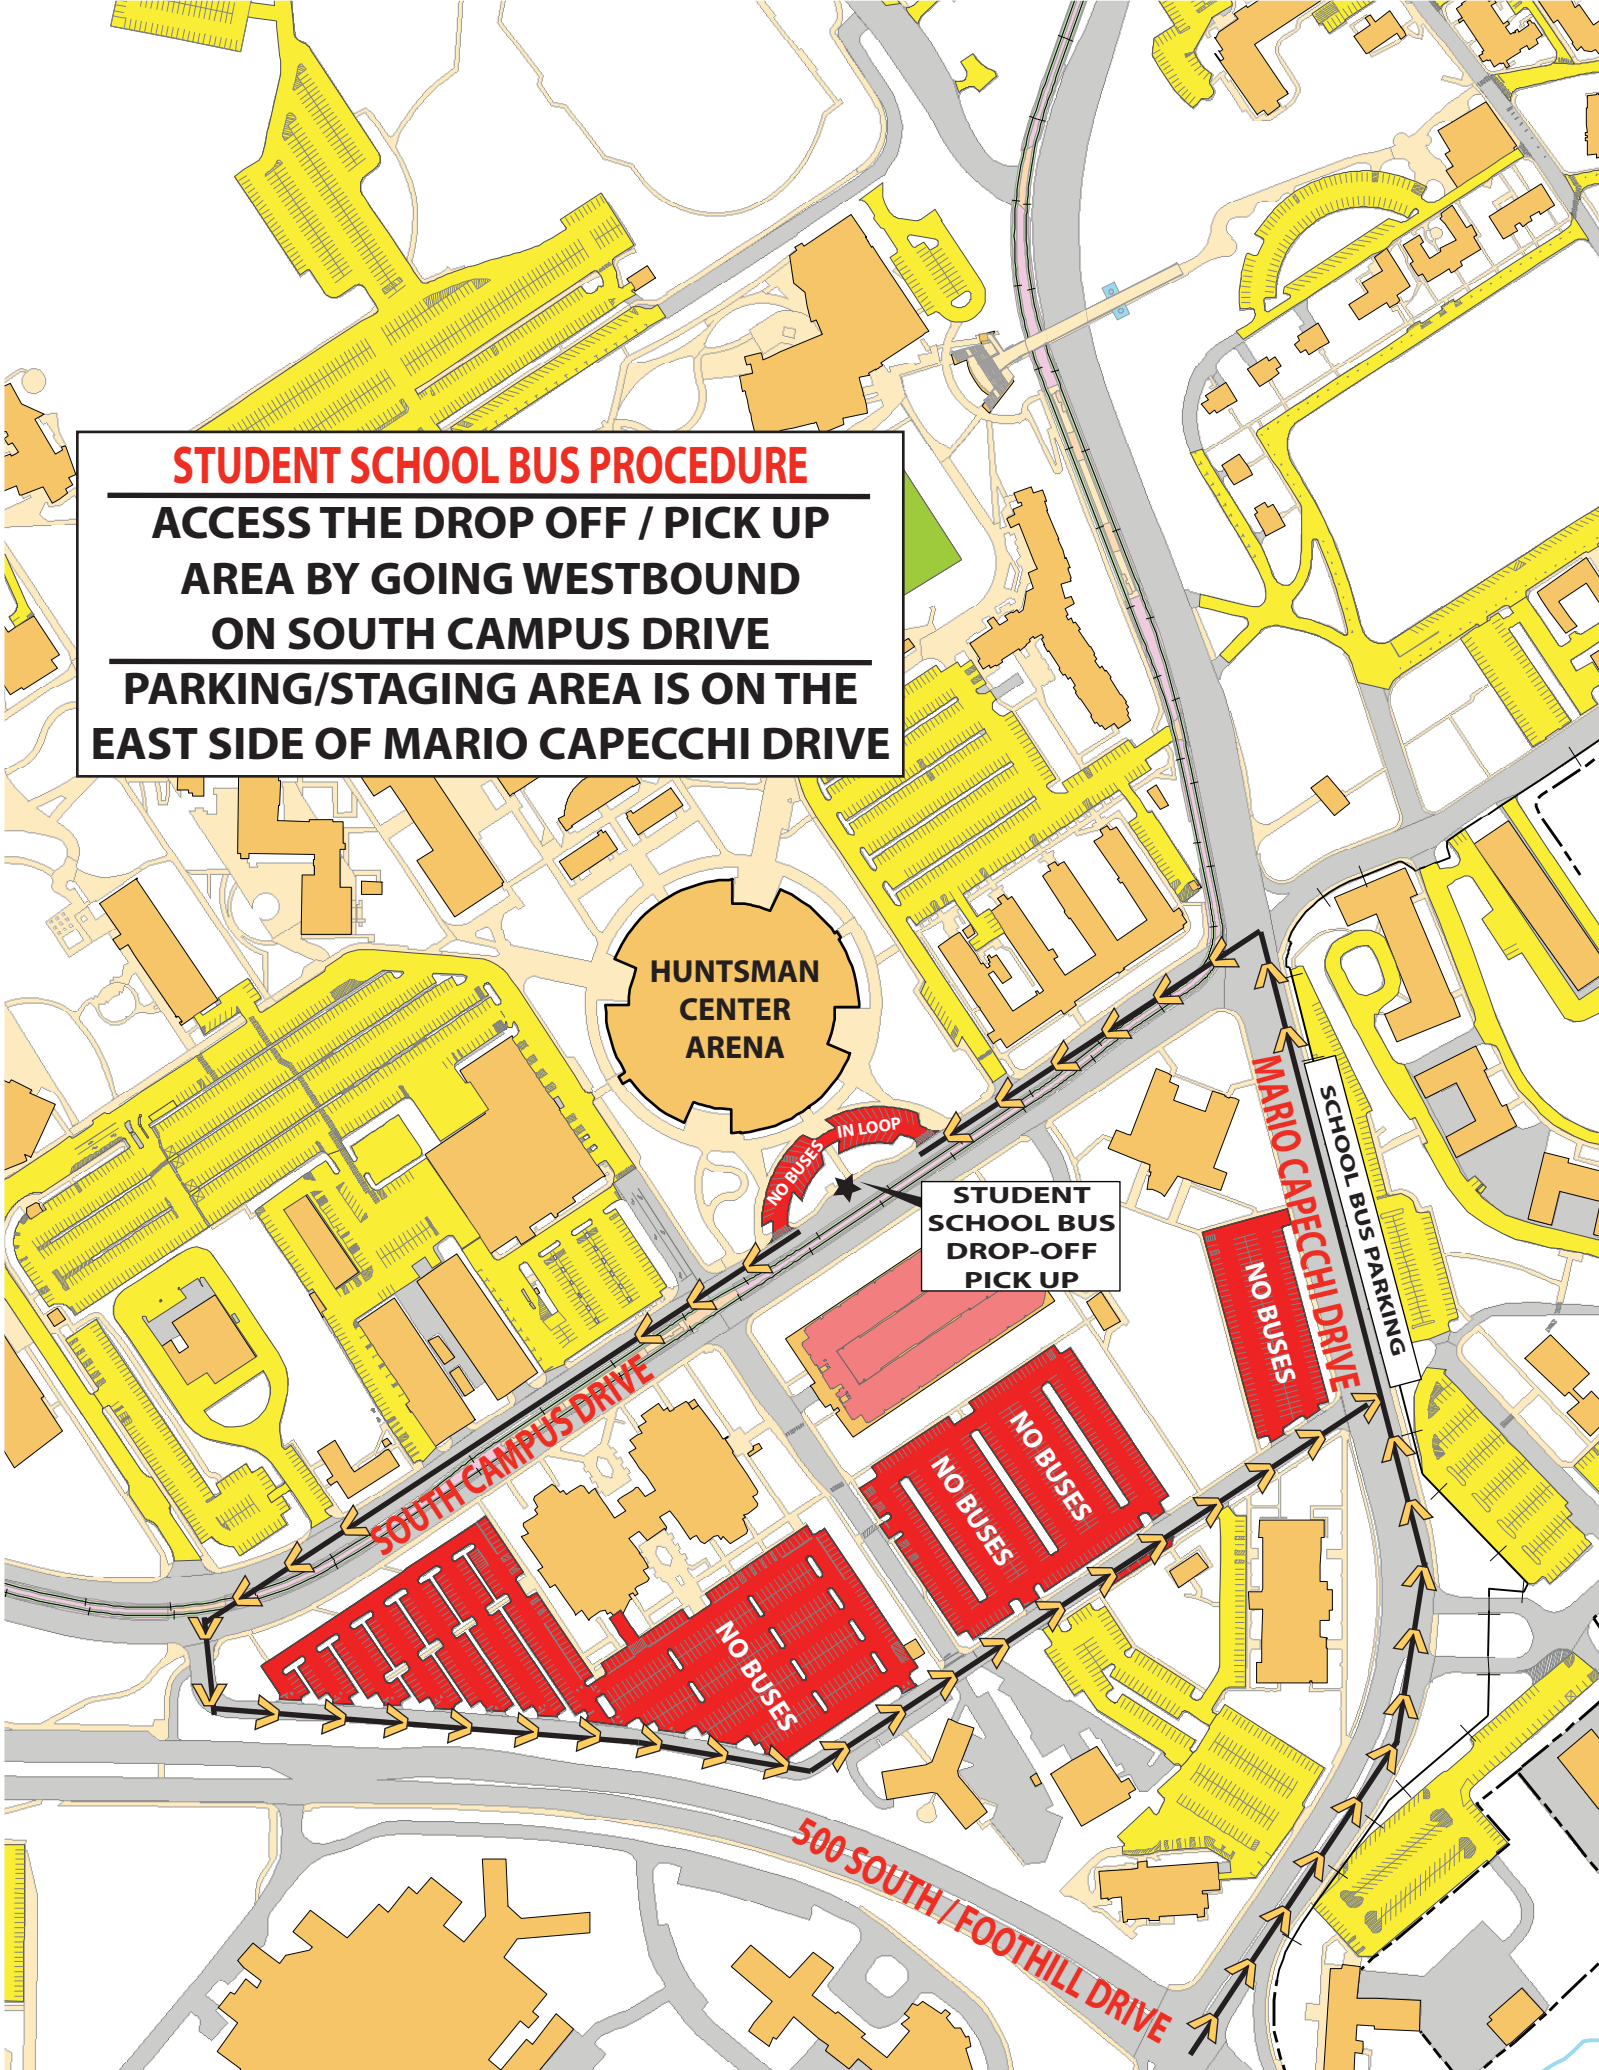 STUDENT SCHOOL BUS PROCEDURE
ACCESS THE DROP OFF / PICK UP
AREA BY GOING WESTBOUND
ON SOUTH CAMPUS DRIVE
PARKING/STAGING AREA IS ON THE
EAST SIDE OF MARIO CAPECCHI DRIVE
HUNTSMAN
CENTER
ARENA
NO BUSES
IN LOOP
STUDENT
SCHOOL BUS
DROP-OFF
PICK UP
MARIO CAPECCHI DRIVE
SCHOOL BUS PARKING
NO BUSES
SOUTH CAMPUS DRIVE
NO BUSES
NO BUSES
NO BUSES
500 SOUTH / FOOTHILL DRIVE